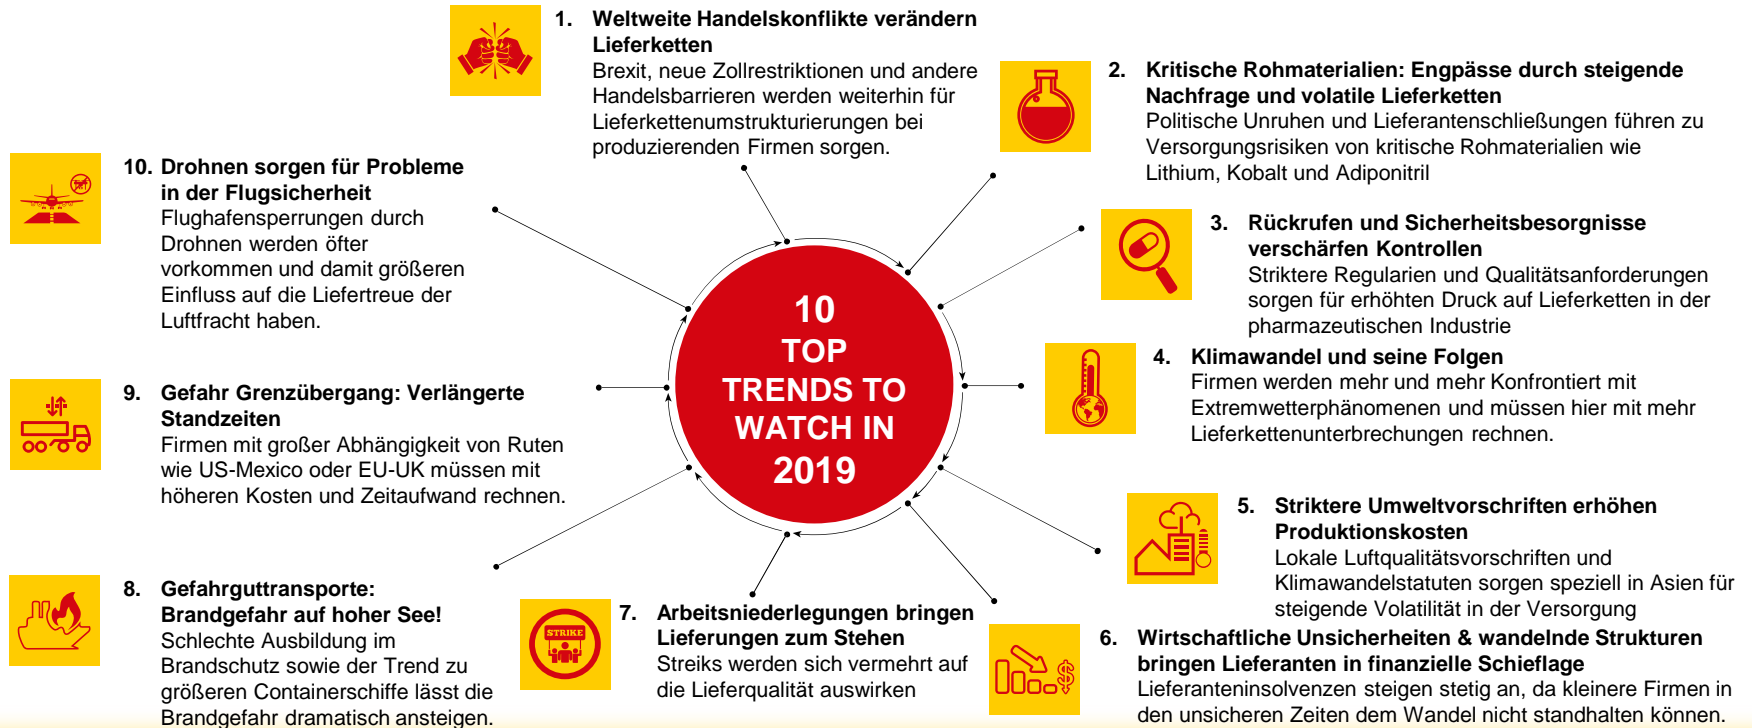 1. Weltweite Handelskonflikte verändern
Lieferketten
Brexit, neue Zollrestriktionen und andere
Handelsbarrieren werden weiterhin für
Lieferkettenumstrukturierungen bei
produzierenden Firmen sorgen.
2. Kritische Rohmaterialien: Engpässe durch steigende
Nachfrage und volatile Lieferketten
Politische Unruhen und Lieferantenschließungen führen zu
Versorgungsrisiken von kritische Rohmaterialien wie
Lithium, Kobalt und Adiponitril
3. Rückrufen und Sicherheitsbesorgnisse
verschärfen Kontrollen
Striktere Regularien und Qualitätsanforderungen
sorgen für erhöhten Druck auf Lieferketten in der
pharmazeutischen Industrie
4. Klimawandel und seine Folgen
Firmen werden mehr und mehr Konfrontiert mit
Extremwetterphänomenen und müssen hier mit mehr
Lieferkettenunterbrechungen rechnen.
5. Striktere Umweltvorschriften erhöhen
Produktionskosten
Lokale Luftqualitätsvorschriften und
Klimawandelstatuten sorgen speziell in Asien für
steigende Volatilität in der Versorgung
6. Wirtschaftliche Unsicherheiten & wandelnde Strukturen
bringen Lieferanten in finanzielle Schieflage
Lieferanteninsolvenzen steigen stetig an, da kleinere Firmen in
den unsicheren Zeiten dem Wandel nicht standhalten können.
STRIKE
7. Arbeitsniederlegungen bringen
Lieferungen zum Stehen
Streiks werden sich vermehrt auf
die Lieferqualität auswirken
8. Gefahrguttransporte:
Brandgefahr auf hoher See!
Schlechte Ausbildung im
Brandschutz sowie der Trend zu
größeren Containerschiffe lässt die
Brandgefahr dramatisch ansteigen.
9. Gefahr Grenzübergang: Verlängerte
Standzeiten
Firmen mit großer Abhängigkeit von Ruten
wie US-Mexico oder EU-UK müssen mit
höheren Kosten und Zeitaufwand rechnen.
10. Drohnen sorgen für Probleme
in der Flugsicherheit
Flughafensperrungen durch
Drohnen werden öfter
vorkommen und damit größeren
Einfluss auf die Liefertreue der
Luftfracht haben.
10
TOP
TRENDS TO
WATCH IN
2019
$